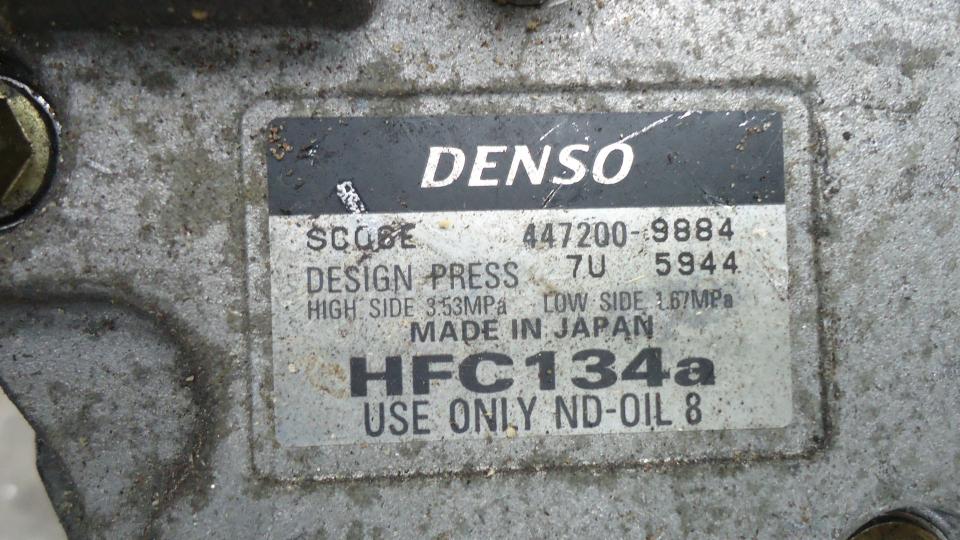 DENSO
SC06E 447200-9884
DESIGN PRESS 7U 5944
HIGH SIDE 3.53MPa LOW SIDE 1.67MPa
MADE IN JAPAN
HFC134a
USE ONLY ND-OIL 8